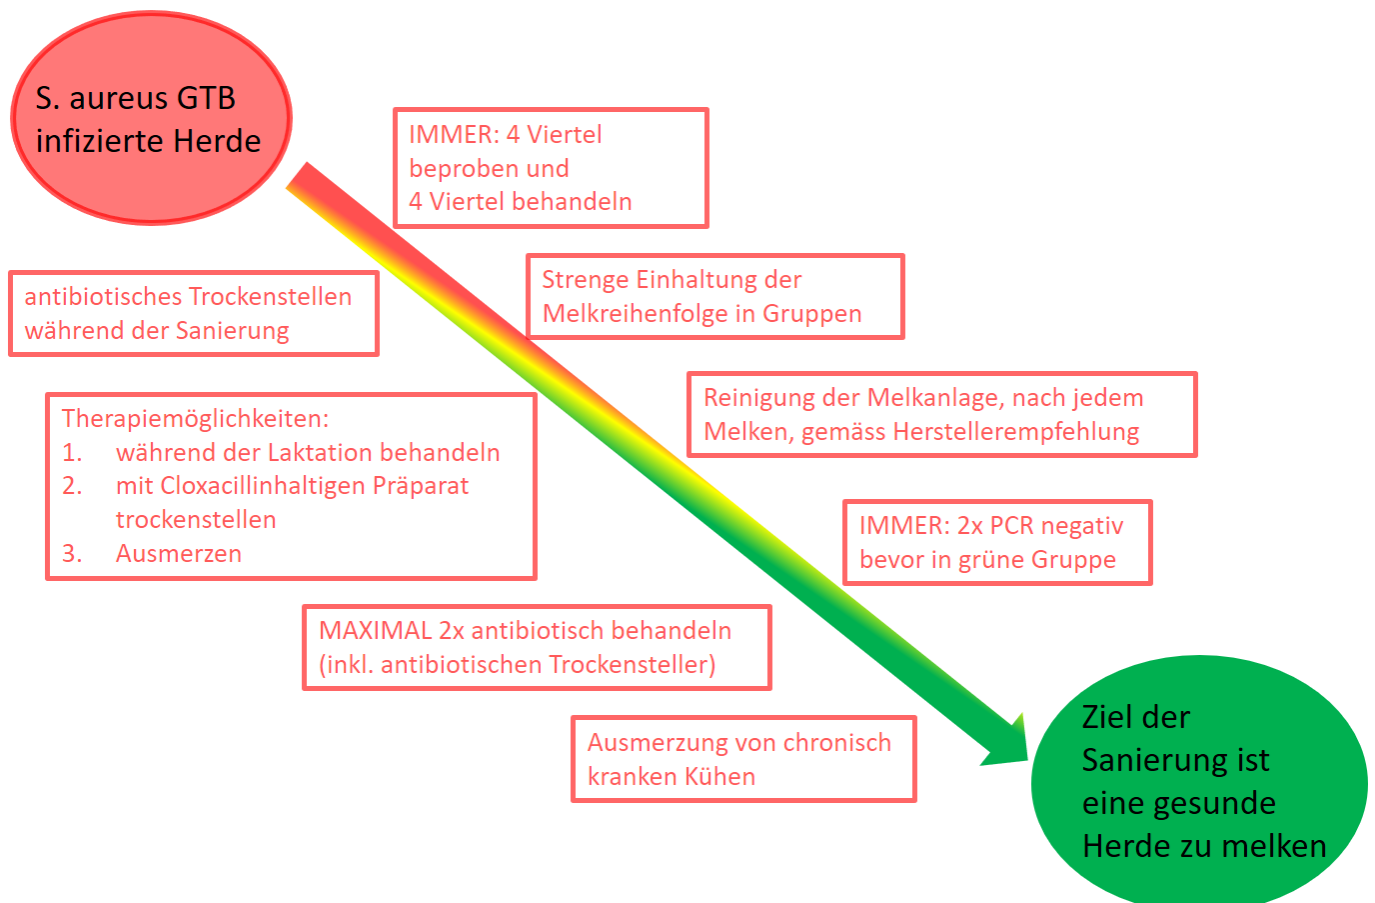 S. aureus GTB
infizierte Herde
IMMER: 4 Viertel
beproben und
4 Viertel behandeln
Strenge Einhaltung der
Melkreihenfolge in Gruppen
antibiotisches Trockenstellen
während der Sanierung
Reinigung der Melkanlage, nach jedem
Melken, gemäss Herstellerempfehlung
Therapiemöglichkeiten:
1. während der Laktation behandeln
2. mit Cloxacillinhaltigen Präparat
trockenstellen
3. Ausmerzen
IMMER: 2x PCR negativ
bevor in grüne Gruppe
MAXIMAL 2x antibiotisch behandeln
(inkl. antibiotischen Trockensteller)
Ausmerzung von chronisch
kranken Kühen
Ziel der
Sanierung ist
eine gesunde
Herde zu melken